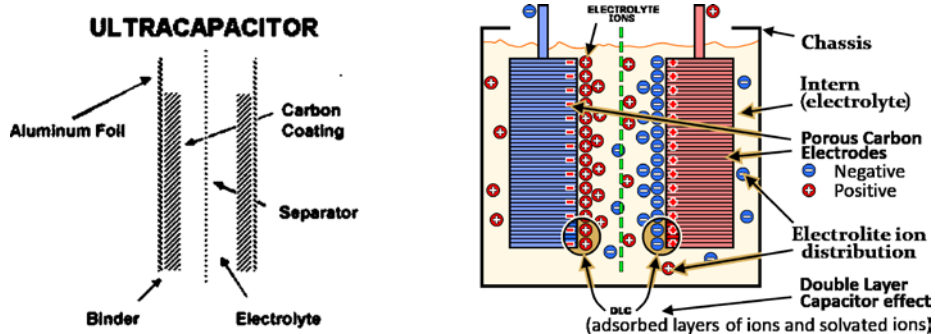 ULTRACAPACITOR
Aluminum Foil
Carbon
Coating
Separator
Binder
Electrolyte
ELECTROLYTE
IONS
Chassis
Intern
(electrolyte)
Porous Carbon
Electrodes
Negative
Positive
Electrolite ion
distribution
Double Layer
Capacitor effect
DLC
(adsorbed layers of ions and solvated ions)